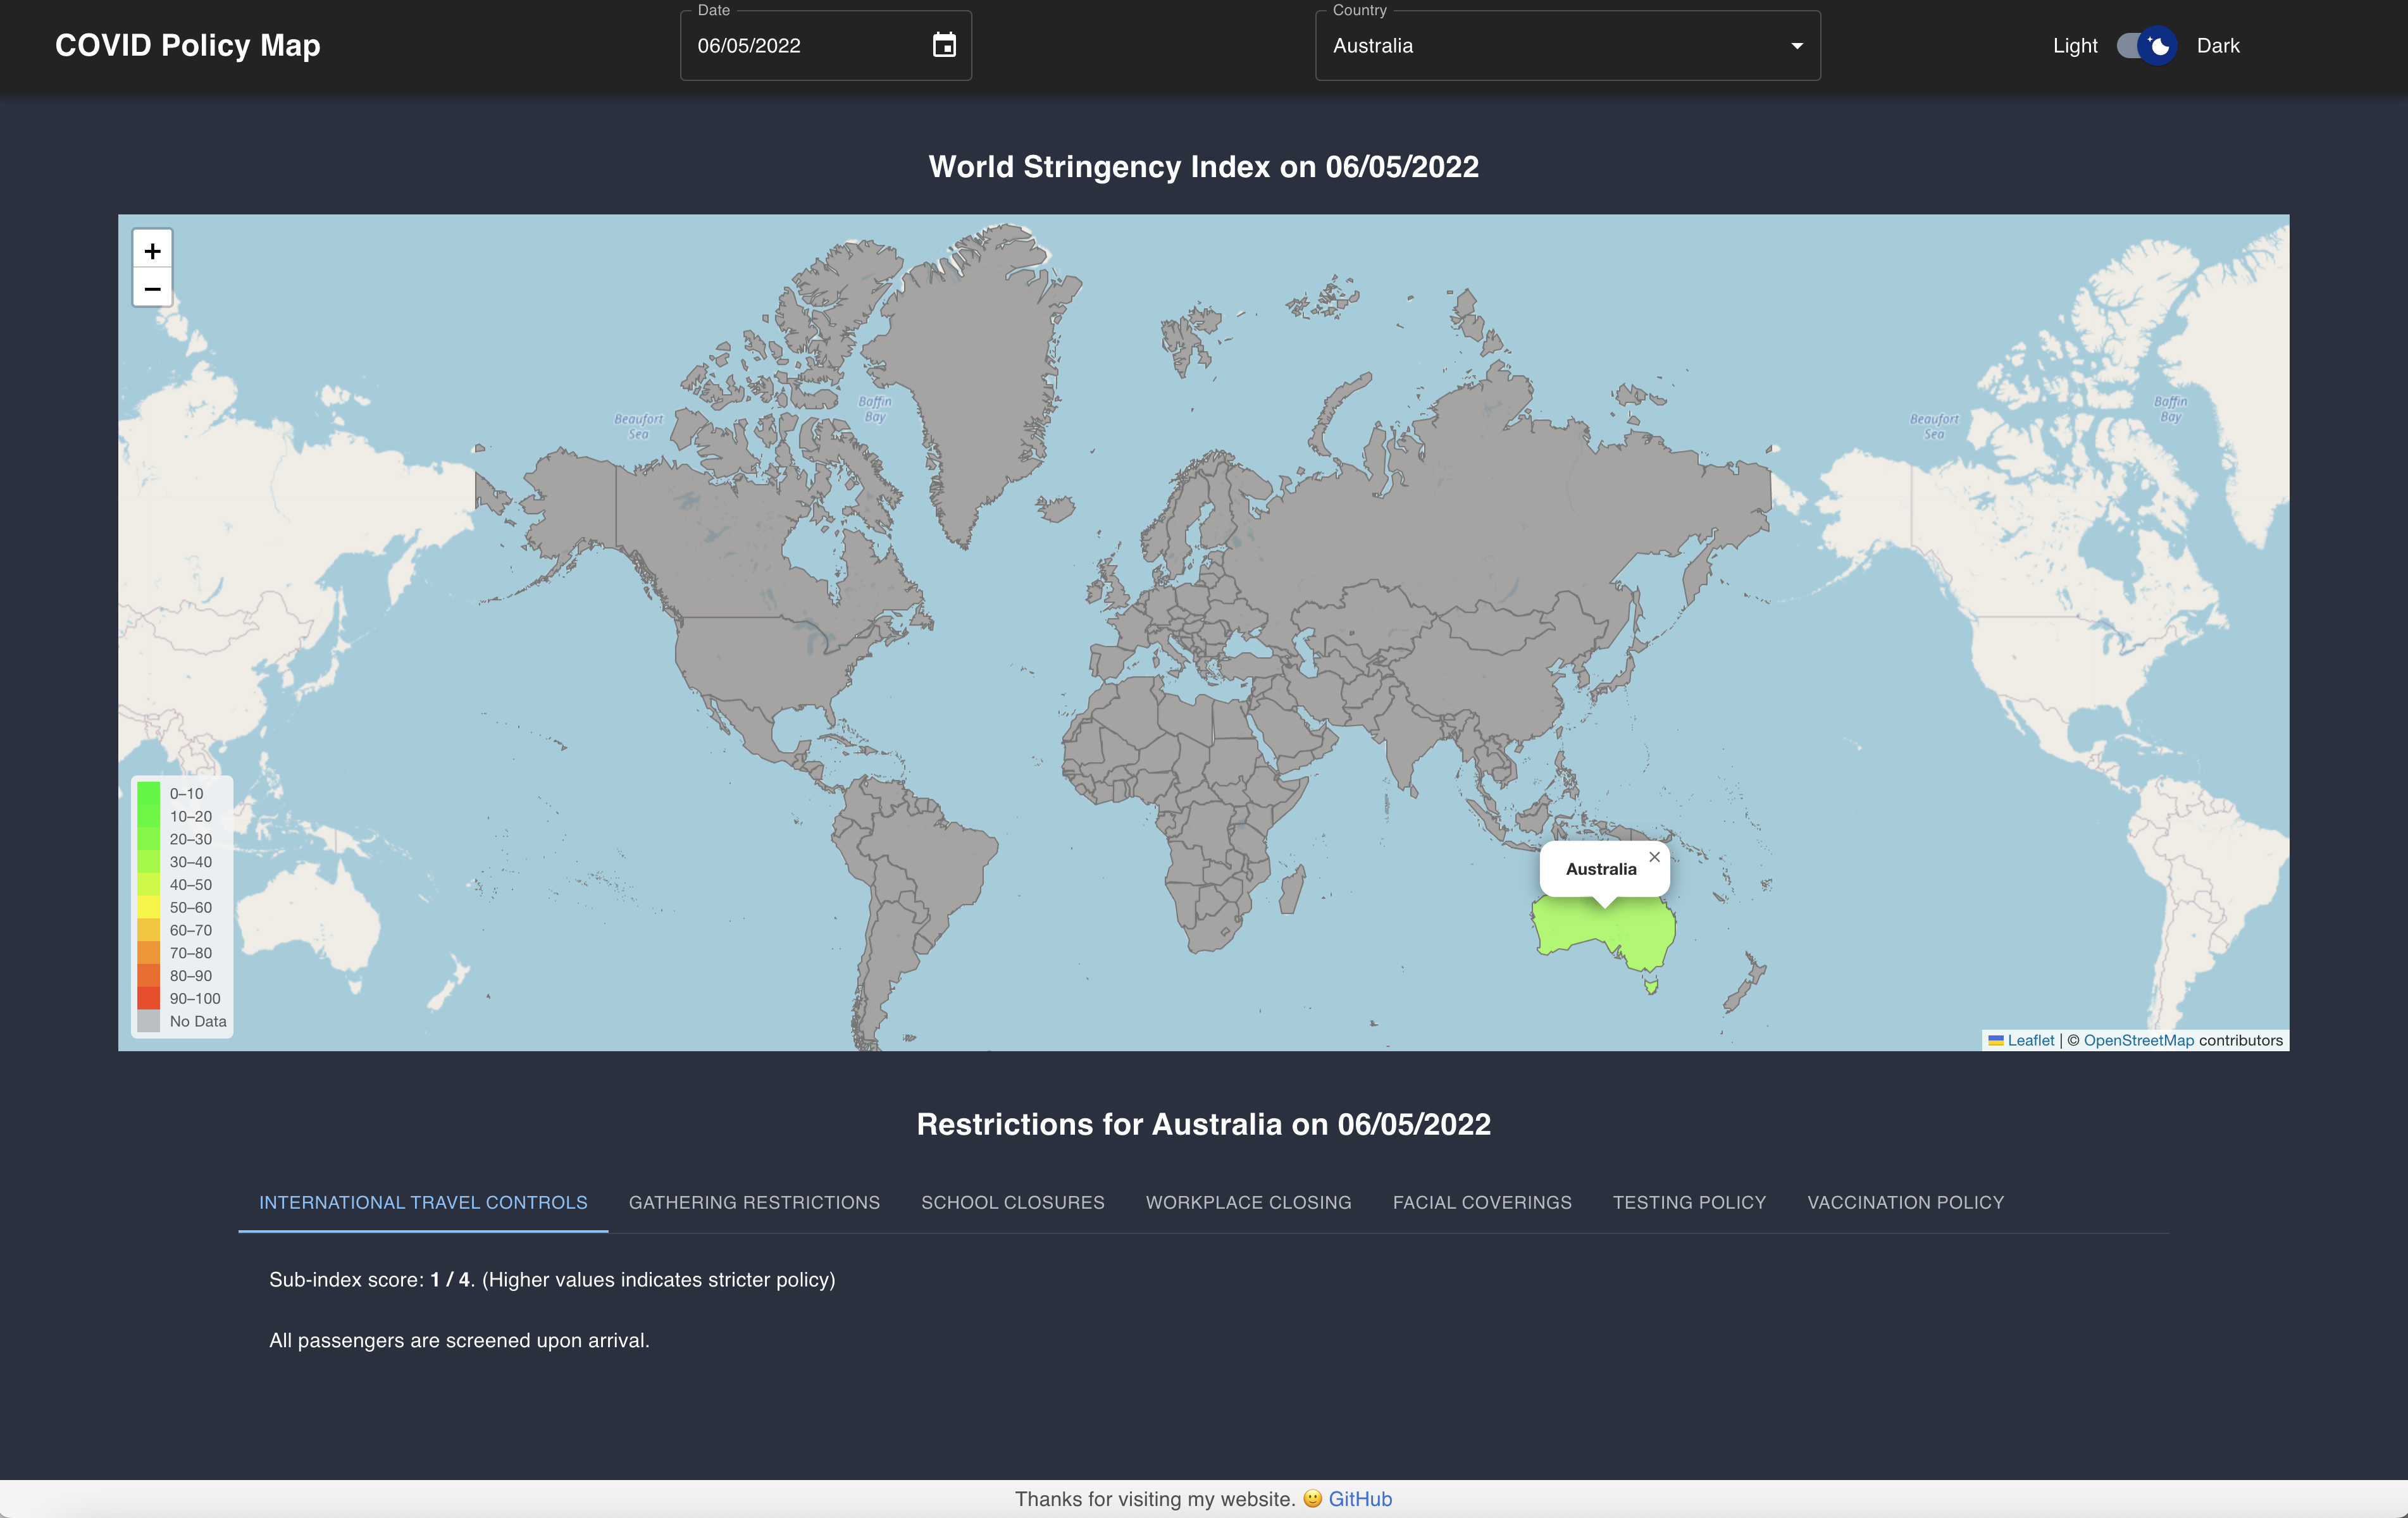 COVID Policy Map
Date
06/05/2022
Country
Australia
Light
Dark
World Stringency Index on 06/05/2022
+
−
Beaufort
Sea
Baffin
Bay
Beaufort
Sea
Baffin
Bay
0–10
10–20
20–30
30–40
40–50
50–60
60–70
70–80
80–90
90–100
No Data
Australia
×
Leaflet | © OpenStreetMap contributors
Restrictions for Australia on 06/05/2022
INTERNATIONAL TRAVEL CONTROLS
GATHERING RESTRICTIONS
SCHOOL CLOSURES
WORKPLACE CLOSING
FACIAL COVERINGS
TESTING POLICY
VACCINATION POLICY
Sub-index score: 1 / 4. (Higher values indicates stricter policy)
All passengers are screened upon arrival.
Thanks for visiting my website. 🙂 GitHub